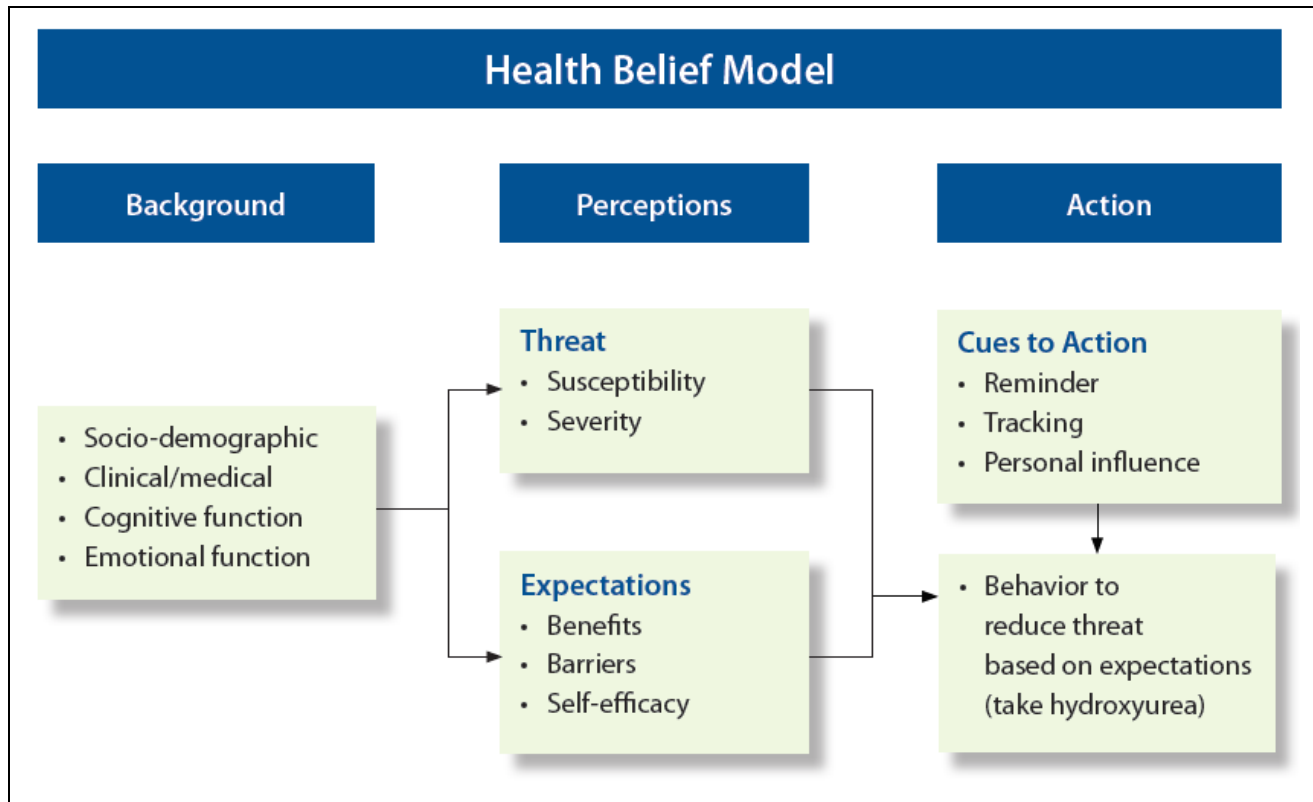 Health Belief Model
Background
Perceptions
Action
• Socio-demographic
• Clinical/medical
• Cognitive function
• Emotional function
Threat
• Susceptibility
• Severity
Expectations
• Benefits
• Barriers
• Self-efficacy
Cues to Action
• Reminder
• Tracking
• Personal influence
• Behavior to
reduce threat
based on expectations
(take hydroxyurea)